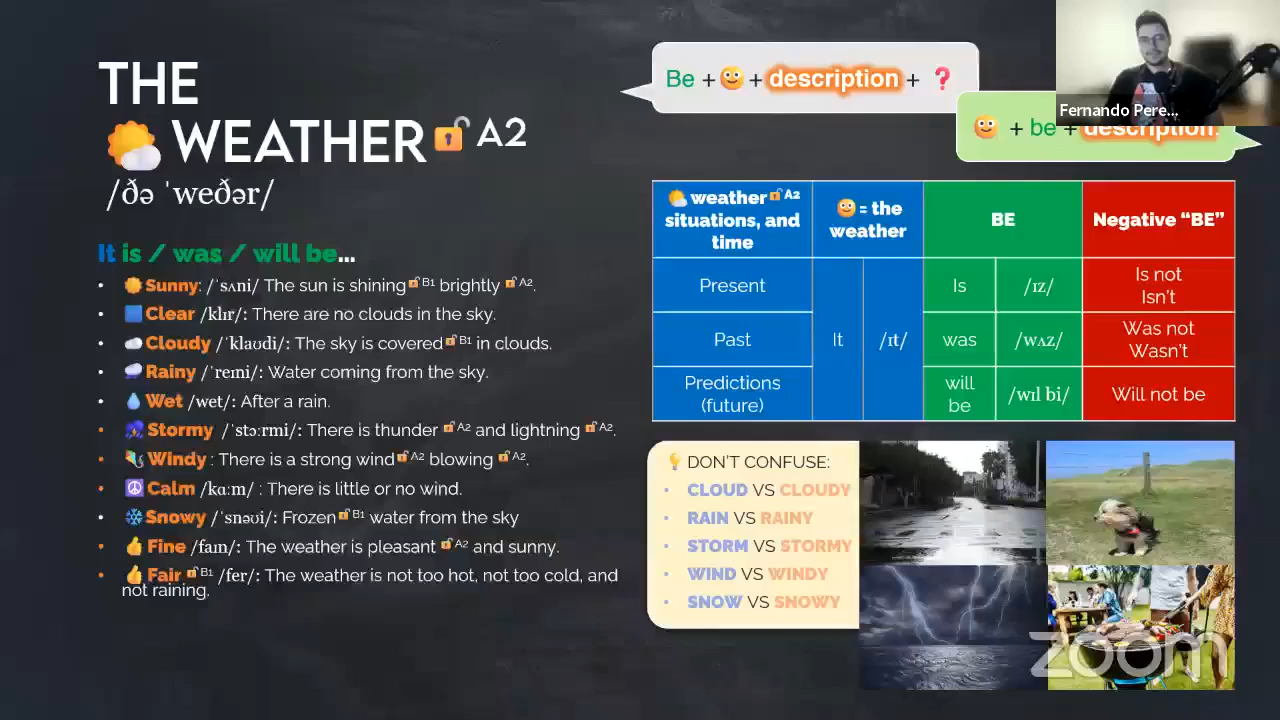 THE
WEATHER A2
/ðə ˈweðər/
It is / was / will be...
• Sunny: /ˈsʌni/ The sun is shining B1 brightly A2.
• Clear /klɪr/: There are no clouds in the sky.
• Cloudy /ˈklaʊdi/: The sky is covered B1 in clouds.
• Rainy /ˈreɪni/: Water coming from the sky.
• Wet /wet/: After a rain.
• Stormy /ˈstɔːrmi/: There is thunder A2 and lightning A2.
• Windy : There is a strong wind A2 blowing A2.
• Calm /kɑːm/ : There is little or no wind.
• Snowy /ˈsnəʊi/: Frozen B1 water from the sky
• Fine /faɪn/: The weather is pleasant A2 and sunny.
• Fair B1 /fer/: The weather is not too hot, not too cold, and
not raining.
Be + + description + ?
+ be + description.
Fernando Pere...
weather A2
situations, and
time
= the
weather
BE
Negative “BE”
Present
It
/ɪt/
Is
/ɪz/
Is not
Isn't
Past
was
/wʌz/
Was not
Wasn't
Predictions
(future)
will
be
/wɪl bi/
Will not be
DON'T CONFUSE:
• CLOUD VS CLOUDY
• RAIN VS RAINY
• STORM VS STORMY
• WIND VS WINDY
• SNOW VS SNOWY
zoom